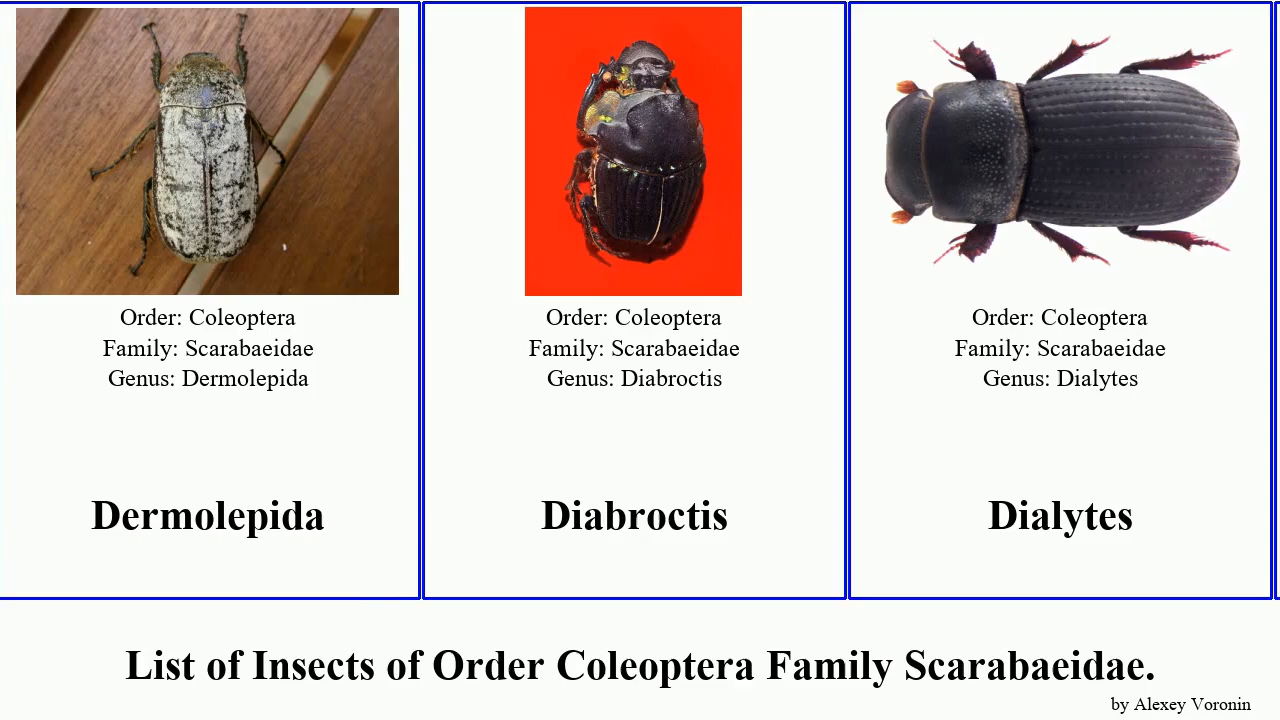 Order: Coleoptera
Family: Scarabaeidae
Genus: Dermolepida
Dermolepida
Order: Coleoptera
Family: Scarabaeidae
Genus: Diabroctis
Diabroctis
Order: Coleoptera
Family: Scarabaeidae
Genus: Dialytes
Dialytes
List of Insects of Order Coleoptera Family Scarabaeidae.
by Alexey Voronin